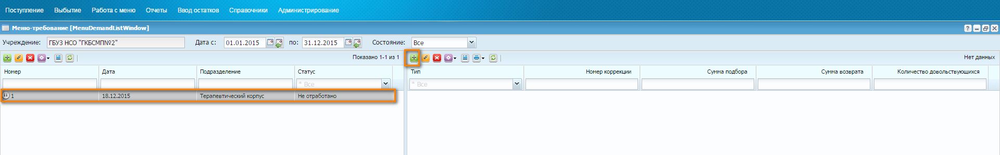 Поступление Выбытие Работа с меню Отчеты Ввод остатков Справочники Администрирование
Меню-требование [MenuDemandListWindow]
Учреждение: ГБУЗ НСО "ГКБСМП№2" Дата с: 01.01.2015 по: 31.12.2015 Состояние: Все
Показано 1-1 из 1 Нет данных
Номер Дата Подразделение Статус Тип Номер коррекции Сумма подбора Сумма возврата Количество довольствующихся
* Все * Все
1 18.12.2015 Терапевтический корпус Не отработано